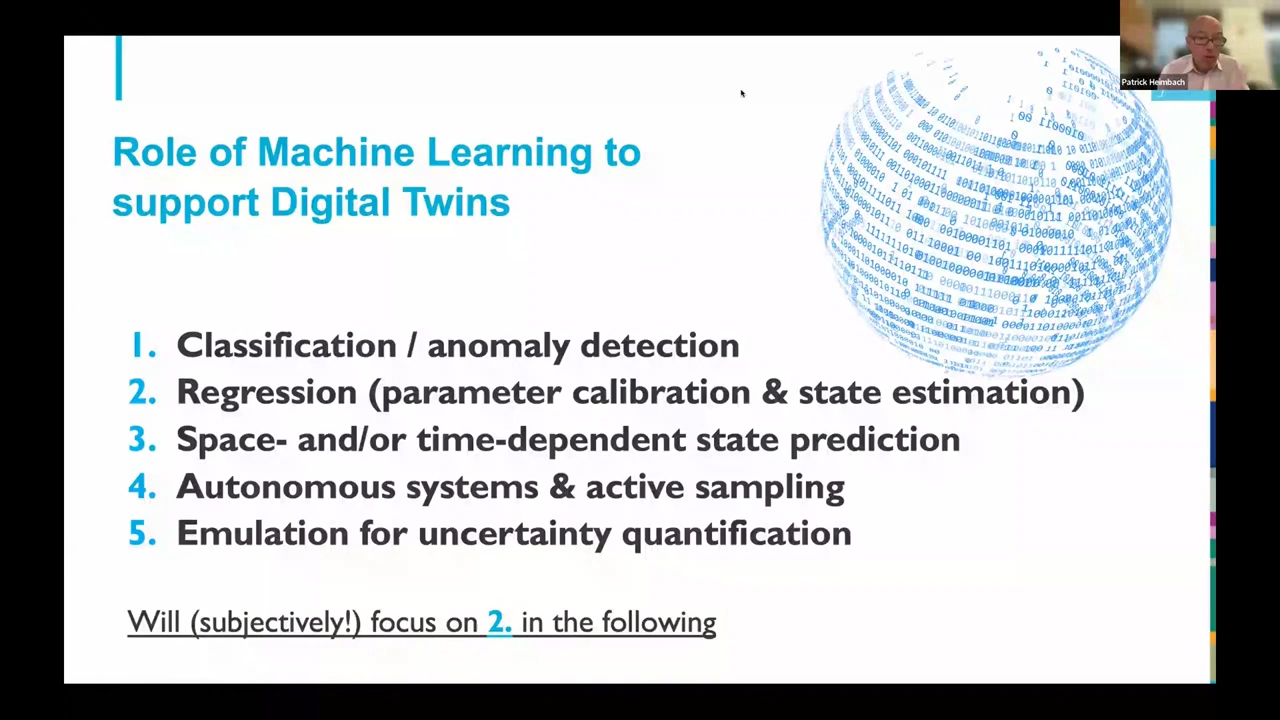 Patrick Heimbach
Role of Machine Learning to
support Digital Twins
1. Classification / anomaly detection
2. Regression (parameter calibration & state estimation)
3. Space- and/or time-dependent state prediction
4. Autonomous systems & active sampling
5. Emulation for uncertainty quantification
Will (subjectively!) focus on 2. in the following